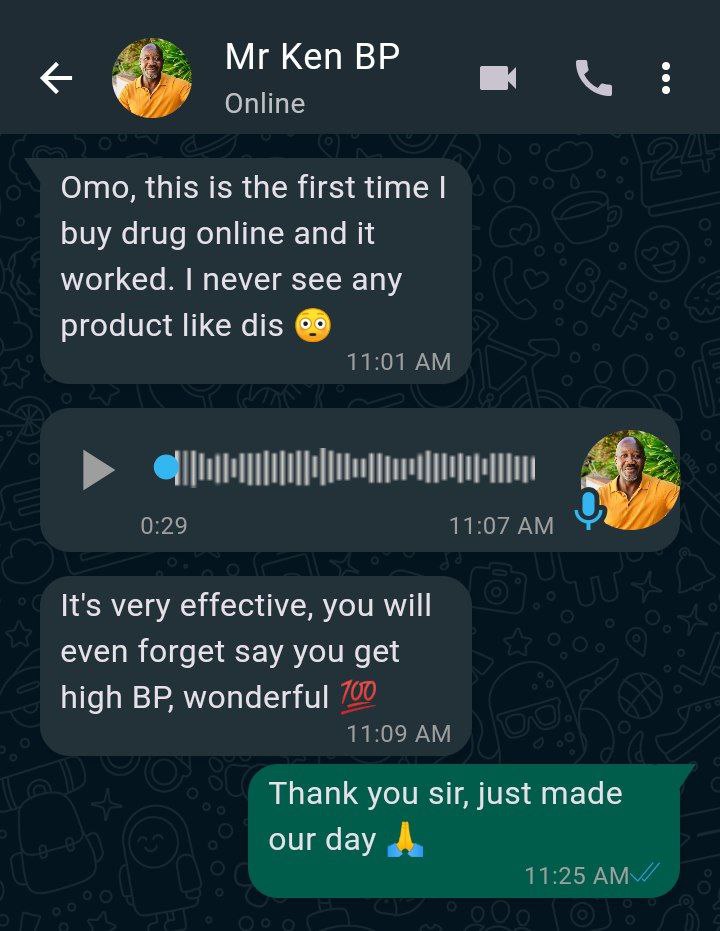 Mr Ken BP
Online
Omo, this is the first time I
buy drug online and it
worked. I never see any
product like dis 😳
11:01 AM
0:29
11:07 AM
It's very effective, you will
even forget say you get
high BP, wonderful 💯
11:09 AM
Thank you sir, just made
our day 🙏
11:25 AM
24
BFF